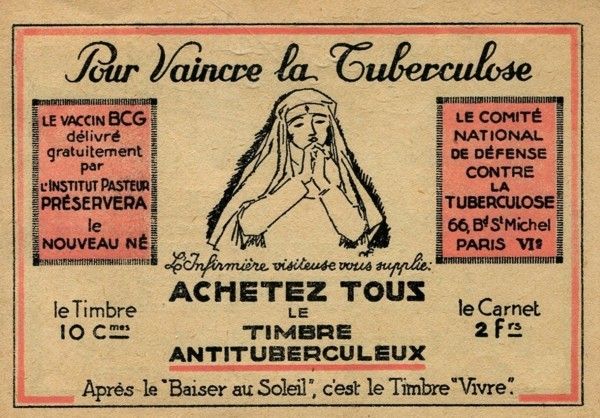 Pour Vaincre la Tuberculose
LE VACCIN BCG
délivré
gratuitement
par
L'INSTITUT PASTEUR
PRÉSERVERA
le
NOUVEAU NÉ
LE COMITÉ
NATIONAL
DE DÉFENSE
CONTRE
LA
TUBERCULOSE
66, Bd St Michel
PARIS VIe
L'Infirmière visiteuse vous supplie:
ACHETEZ TOUS
LE
TIMBRE
ANTITUBERCULEUX
le Timbre
10 Cmes
le Carnet
2 Frs
Après le "Baiser au Soleil", c'est le Timbre "Vivre".